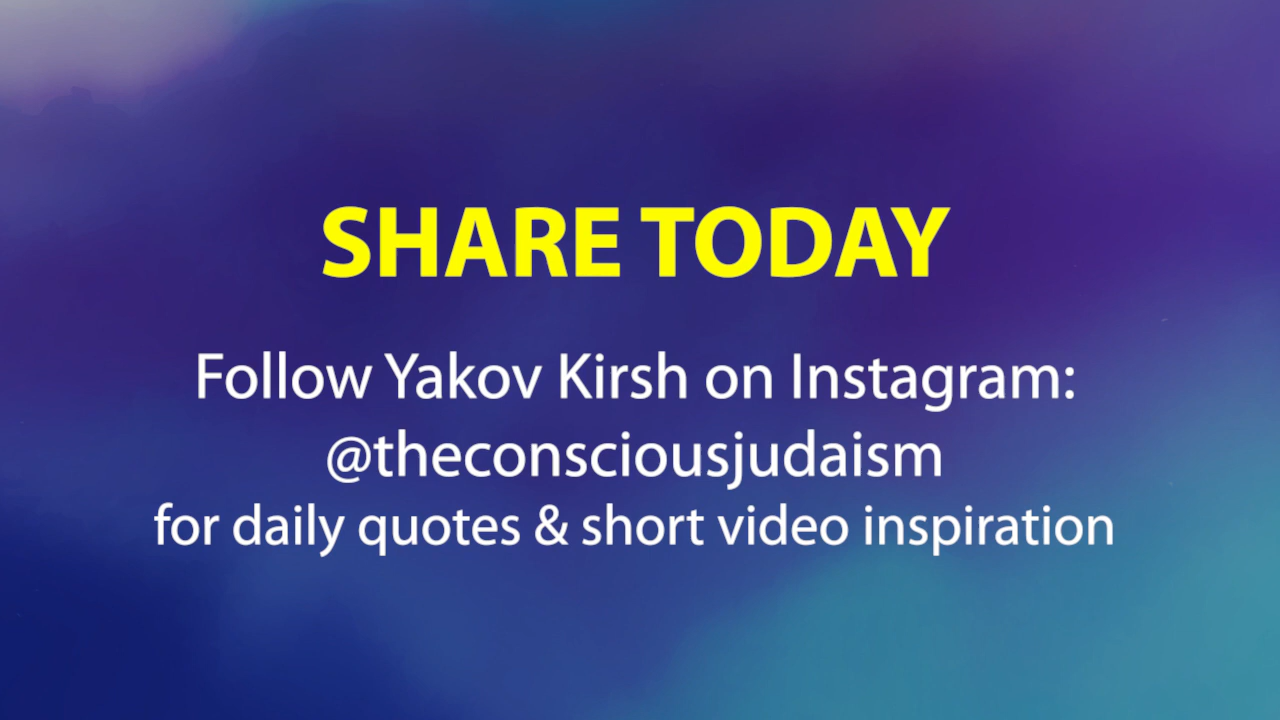 SHARE TODAY
Follow Yakov Kirsh on Instagram:
@theconsciousjudaism
for daily quotes & short video inspiration